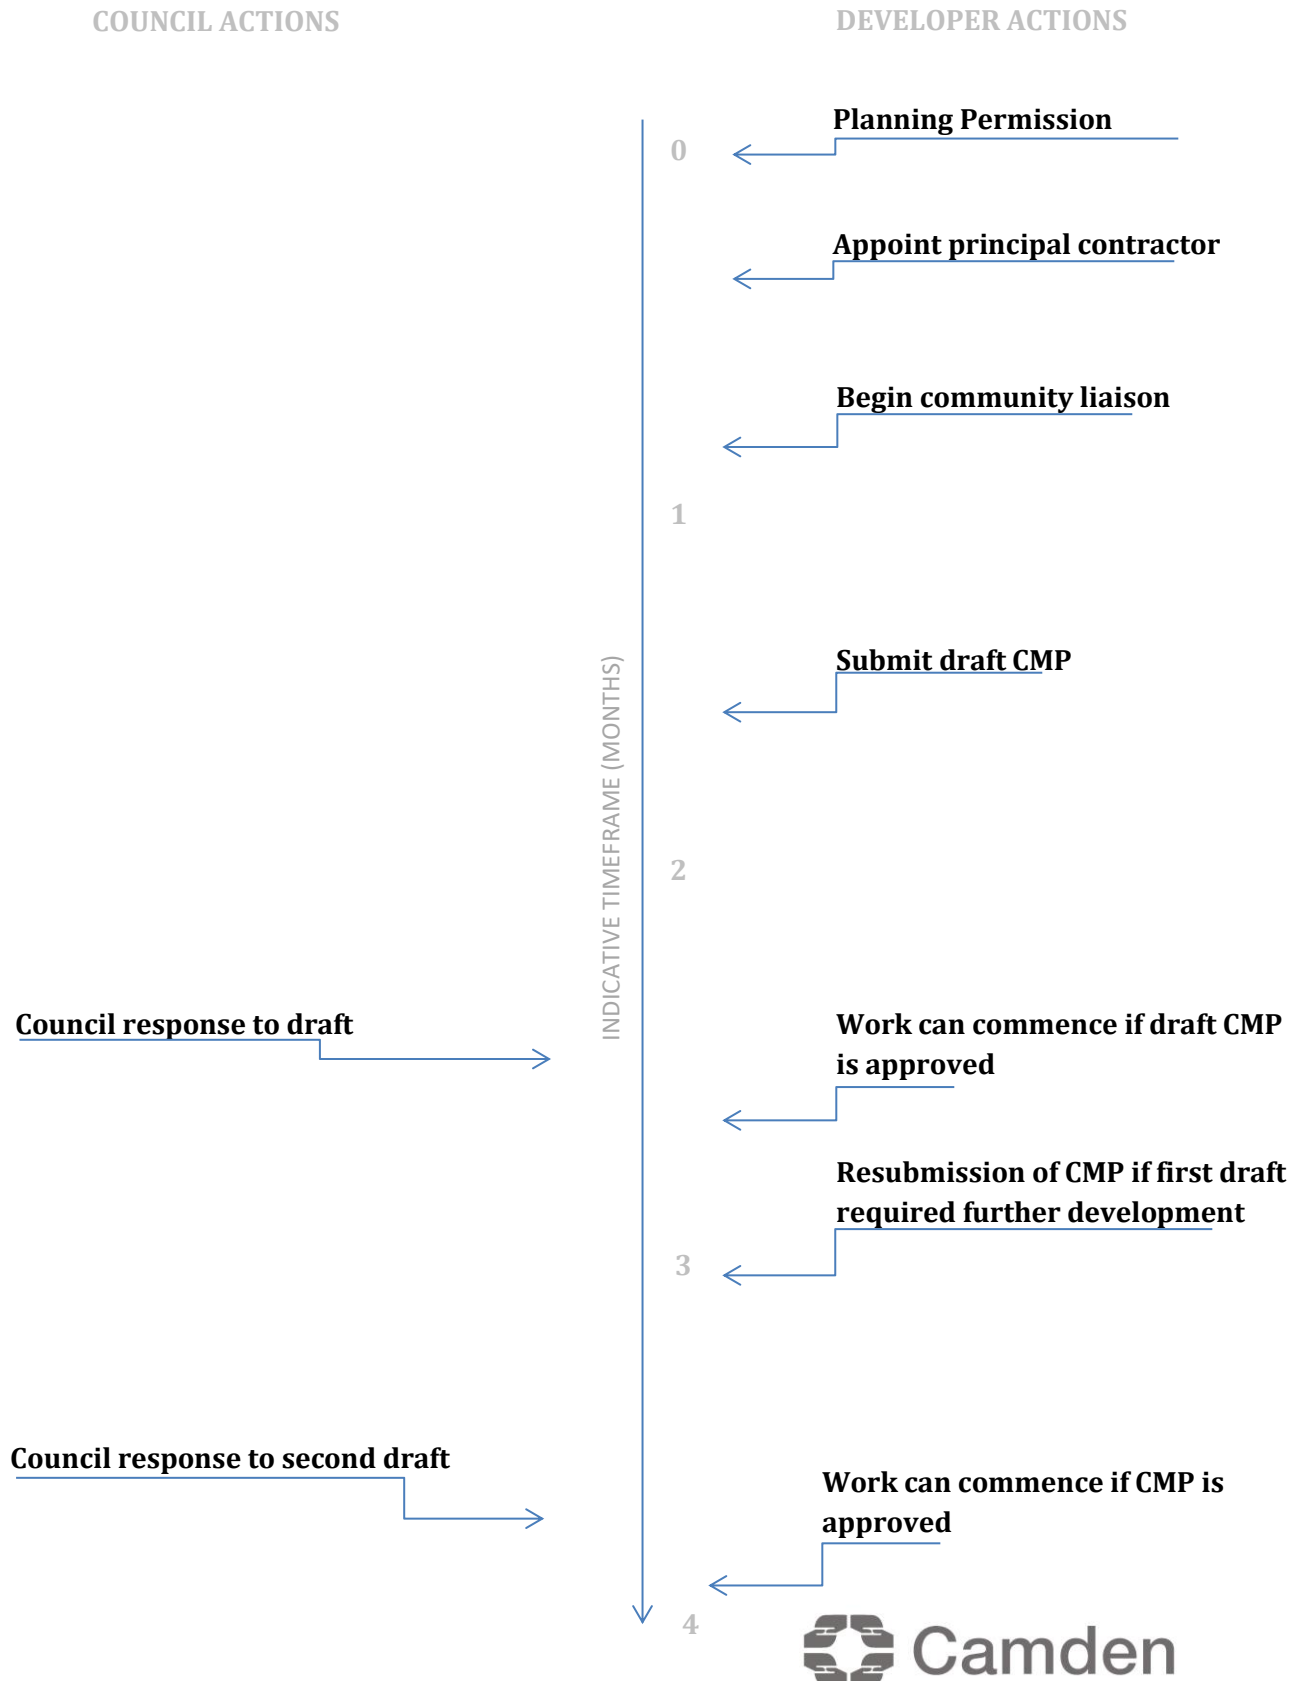 COUNCIL ACTIONS
DEVELOPER ACTIONS
Planning Permission
0
Appoint principal contractor
Begin community liaison
1
Submit draft CMP
INDICATIVE TIMEFRAME (MONTHS)
2
Council response to draft
Work can commence if draft CMP
is approved
Resubmission of CMP if first draft
required further development
3
Council response to second draft
Work can commence if CMP is
approved
4
Camden